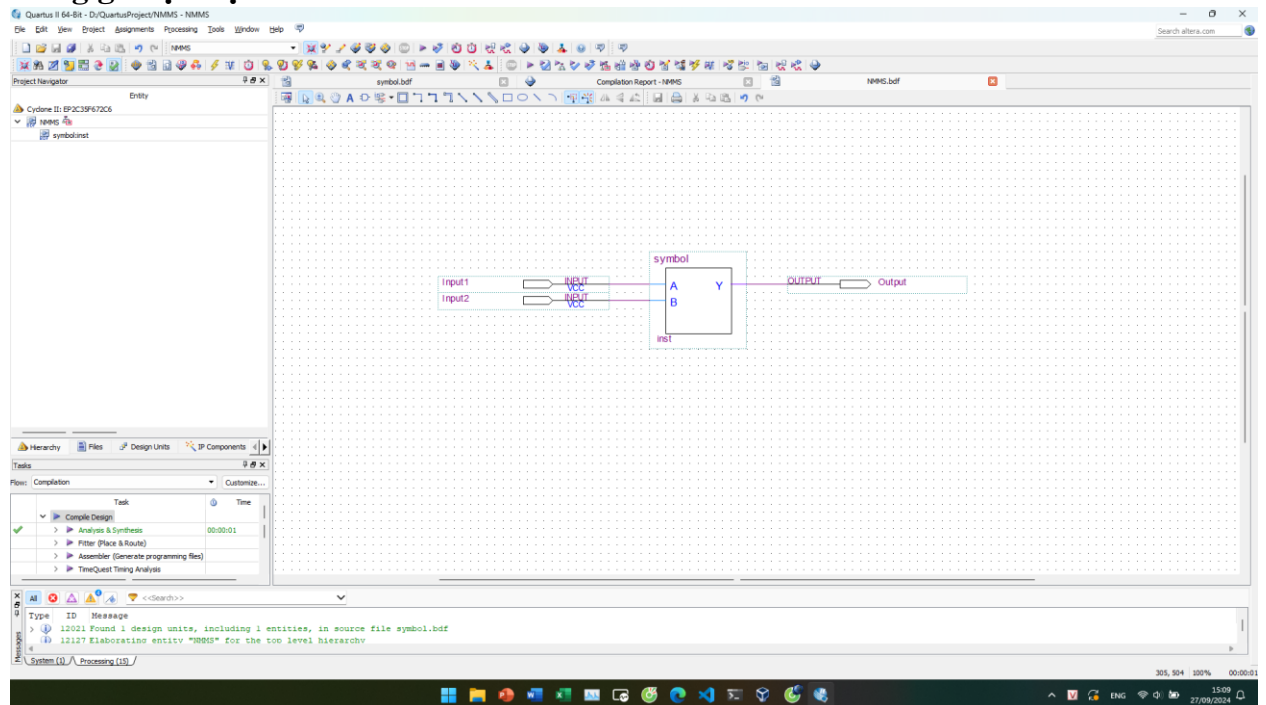 Quartus II 64-Bit - D:/QuartusProject/NMMS - NMMS
File Edit View Project Assignments Processing Tools Window Help
Search altera.com
NMMS
Project Navigator
symbol.bdf
Compilation Report - NMMS
NMMS.bdf
Entity
Cyclone II: EP2C35F672C6
NMMS
symbol:inst
symbol
Input1
INPUT
VCC
A
Y
OUTPUT
Output
Input2
INPUT
VCC
B
inst
Hierarchy Files Design Units IP Components
Tasks
Flow: Compilation Customize...
Task Time
Compile Design
Analysis & Synthesis 00:00:01
Fitter (Place & Route)
Assembler (Generate programming files)
TimeQuest Timing Analysis
All <<Search>>
Type ID Message
12021 Found 1 design units, including 1 entities, in source file symbol.bdf
12127 Elaborating entity "NMMS" for the top level hierarchy
Messages
System (1) Processing (15)
305, 504 100% 00:00:01
ENG
15:09
27/09/2024